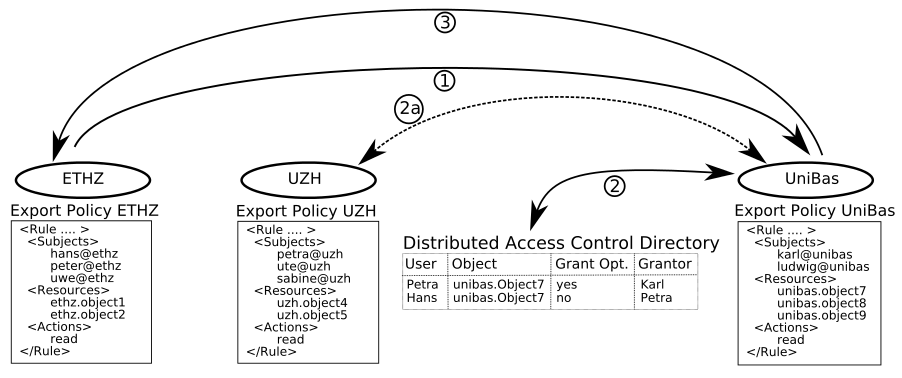 3
1
2a
ETHZ
UZH
2
UniBas
Export Policy ETHZ
<Rule .... >
<Subjects>
hans@ethz
peter@ethz
uwe@ethz
<Resources>
ethz.object1
ethz.object2
<Actions>
read
</Rule>
Export Policy UZH
<Rule .... >
<Subjects>
petra@uzh
ute@uzh
sabine@uzh
<Resources>
uzh.object4
uzh.object5
<Actions>
read
</Rule>
Distributed Access Control Directory
User Object Grant Opt. Grantor
Petra unibas.Object7 yes Karl
Hans unibas.Object7 no Petra
Export Policy UniBas
<Rule .... >
<Subjects>
karl@unibas
ludwig@unibas
<Resources>
unibas.object7
unibas.object8
unibas.object9
<Actions>
read
</Rule>